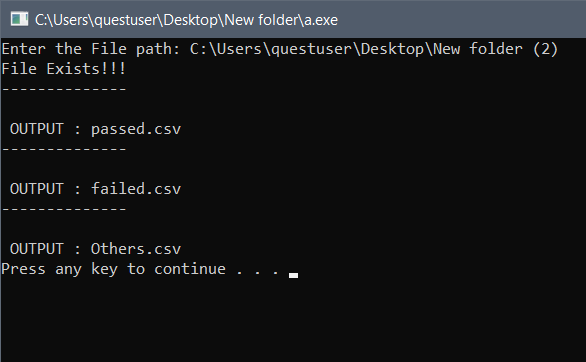 C:\Users\questuser\Desktop\New folder\a.exe
Enter the File path: C:\Users\questuser\Desktop\New folder (2)
File Exists!!!
--------------
OUTPUT : passed.csv
--------------
OUTPUT : failed.csv
--------------
OUTPUT : Others.csv
Press any key to continue . . .